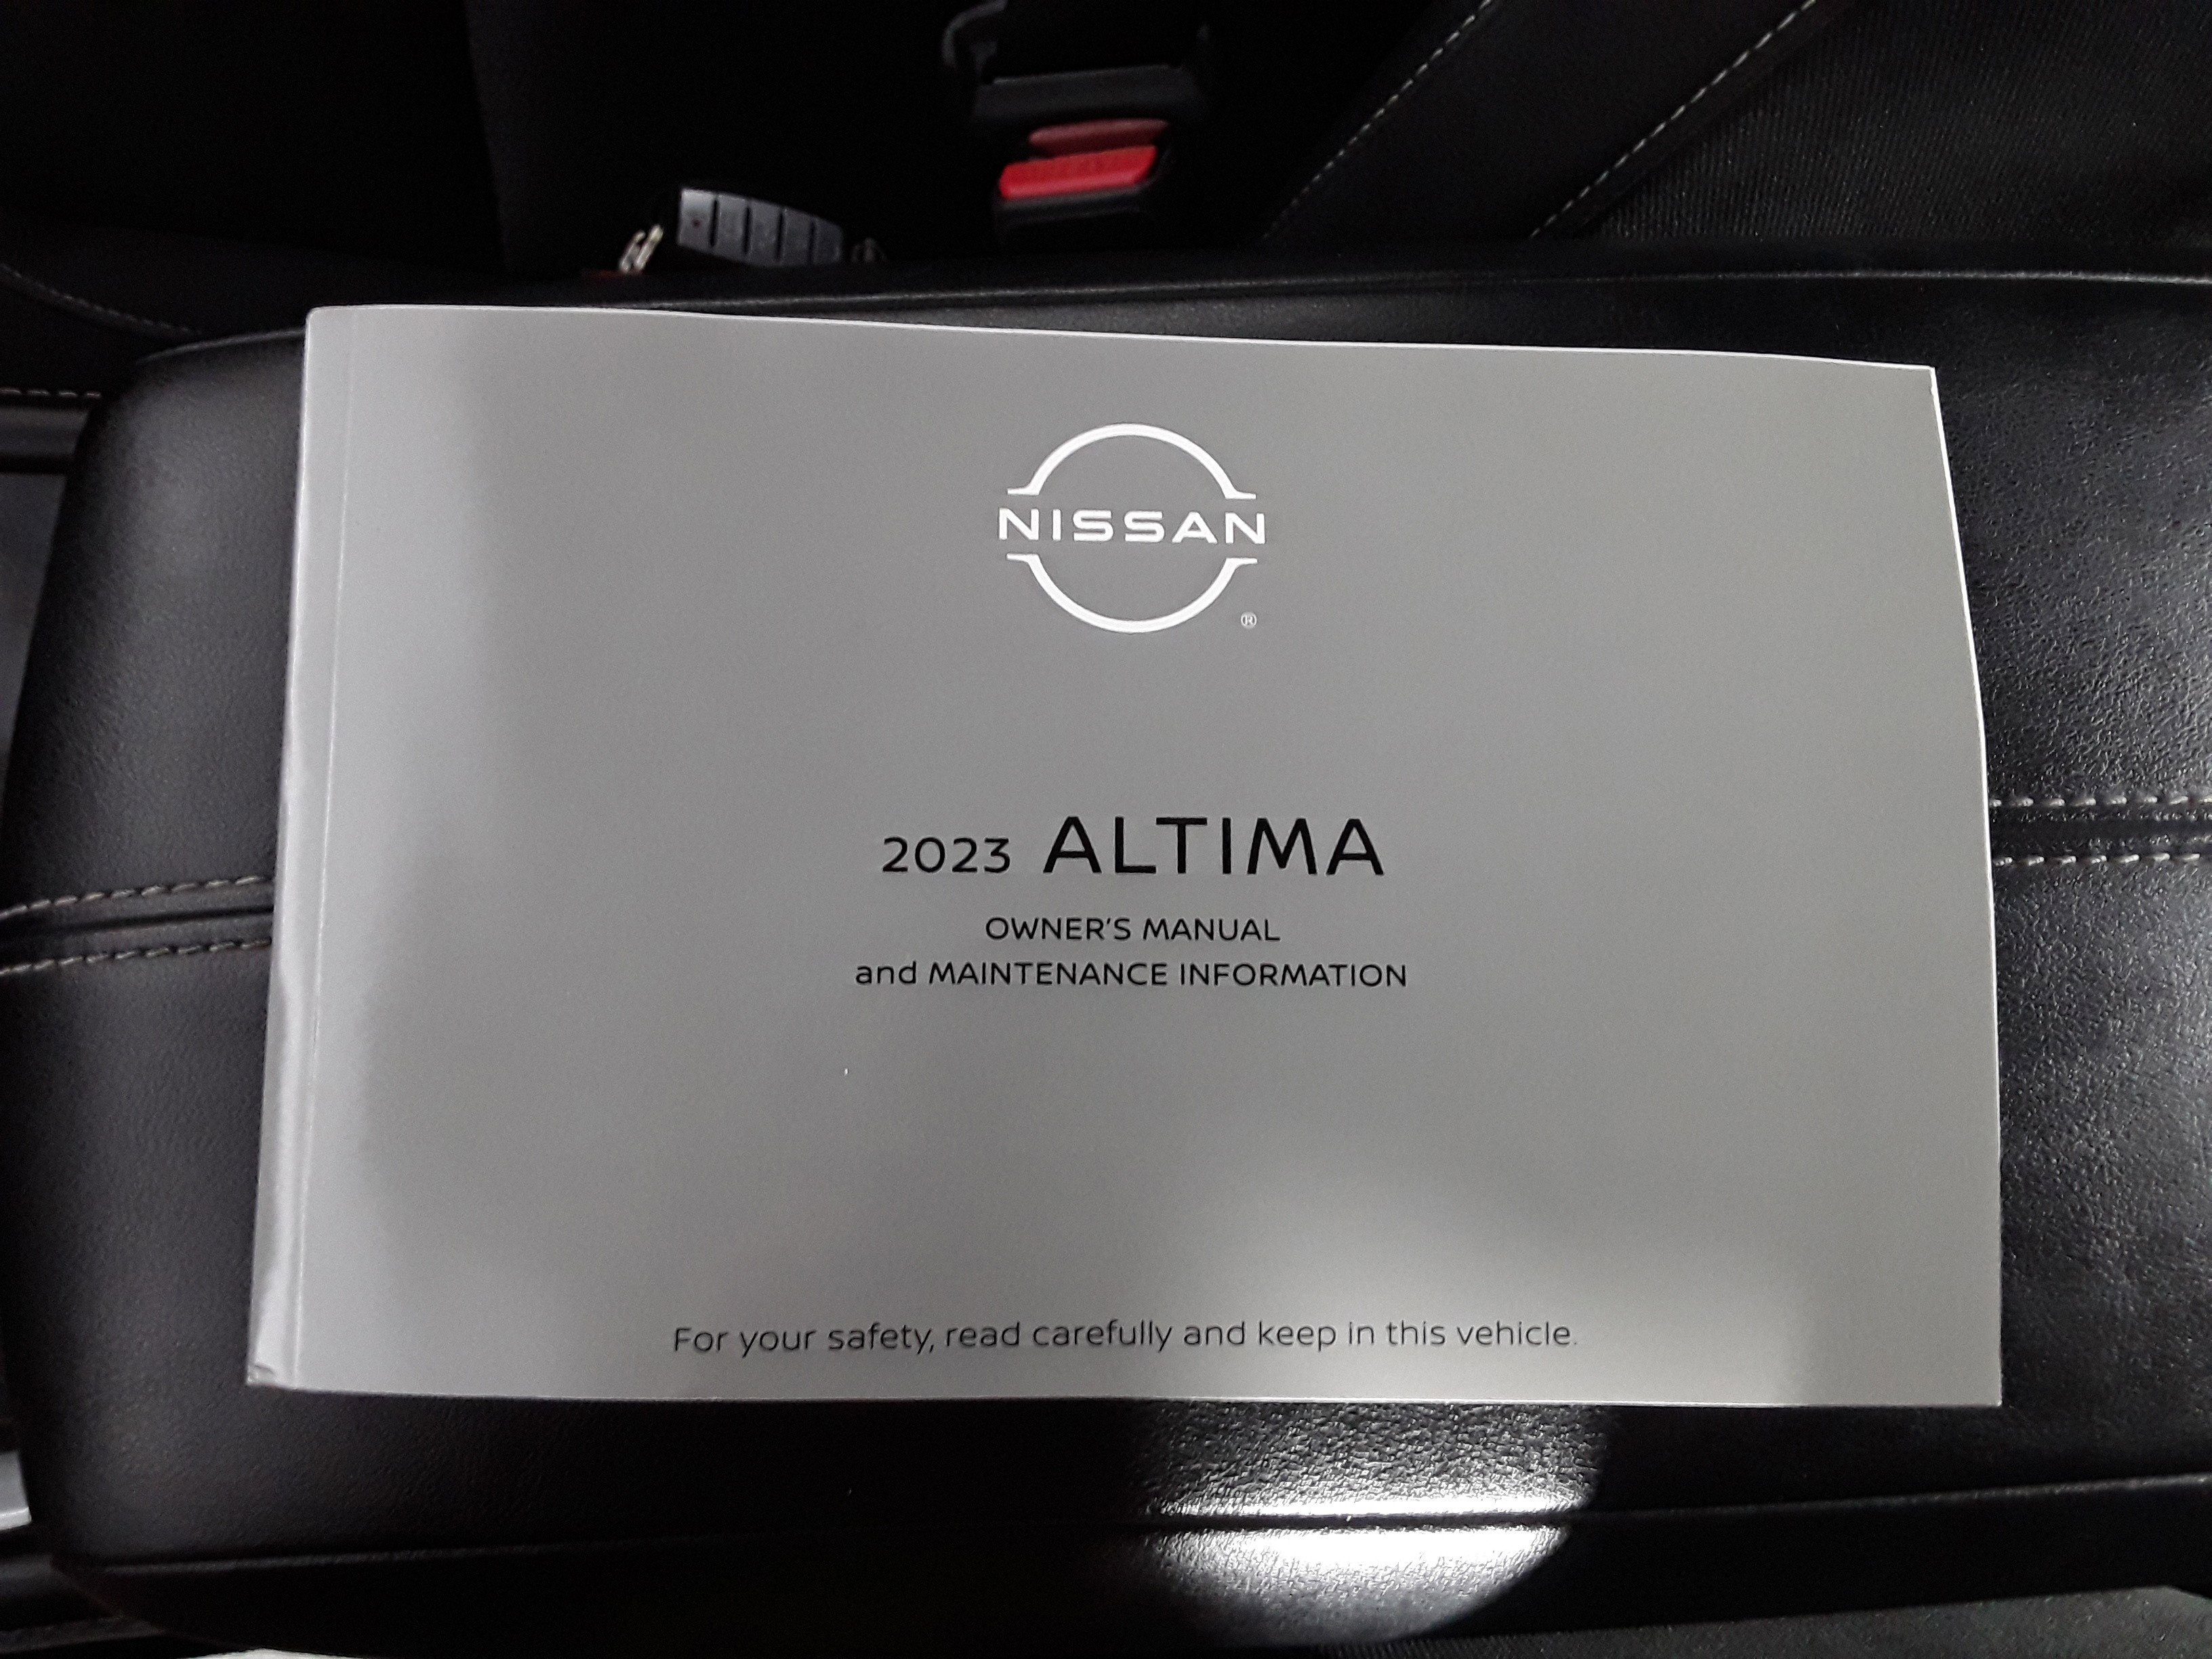 NISSAN
®
2023 ALTIMA
OWNER'S MANUAL
and MAINTENANCE INFORMATION
For your safety, read carefully and keep in this vehicle.